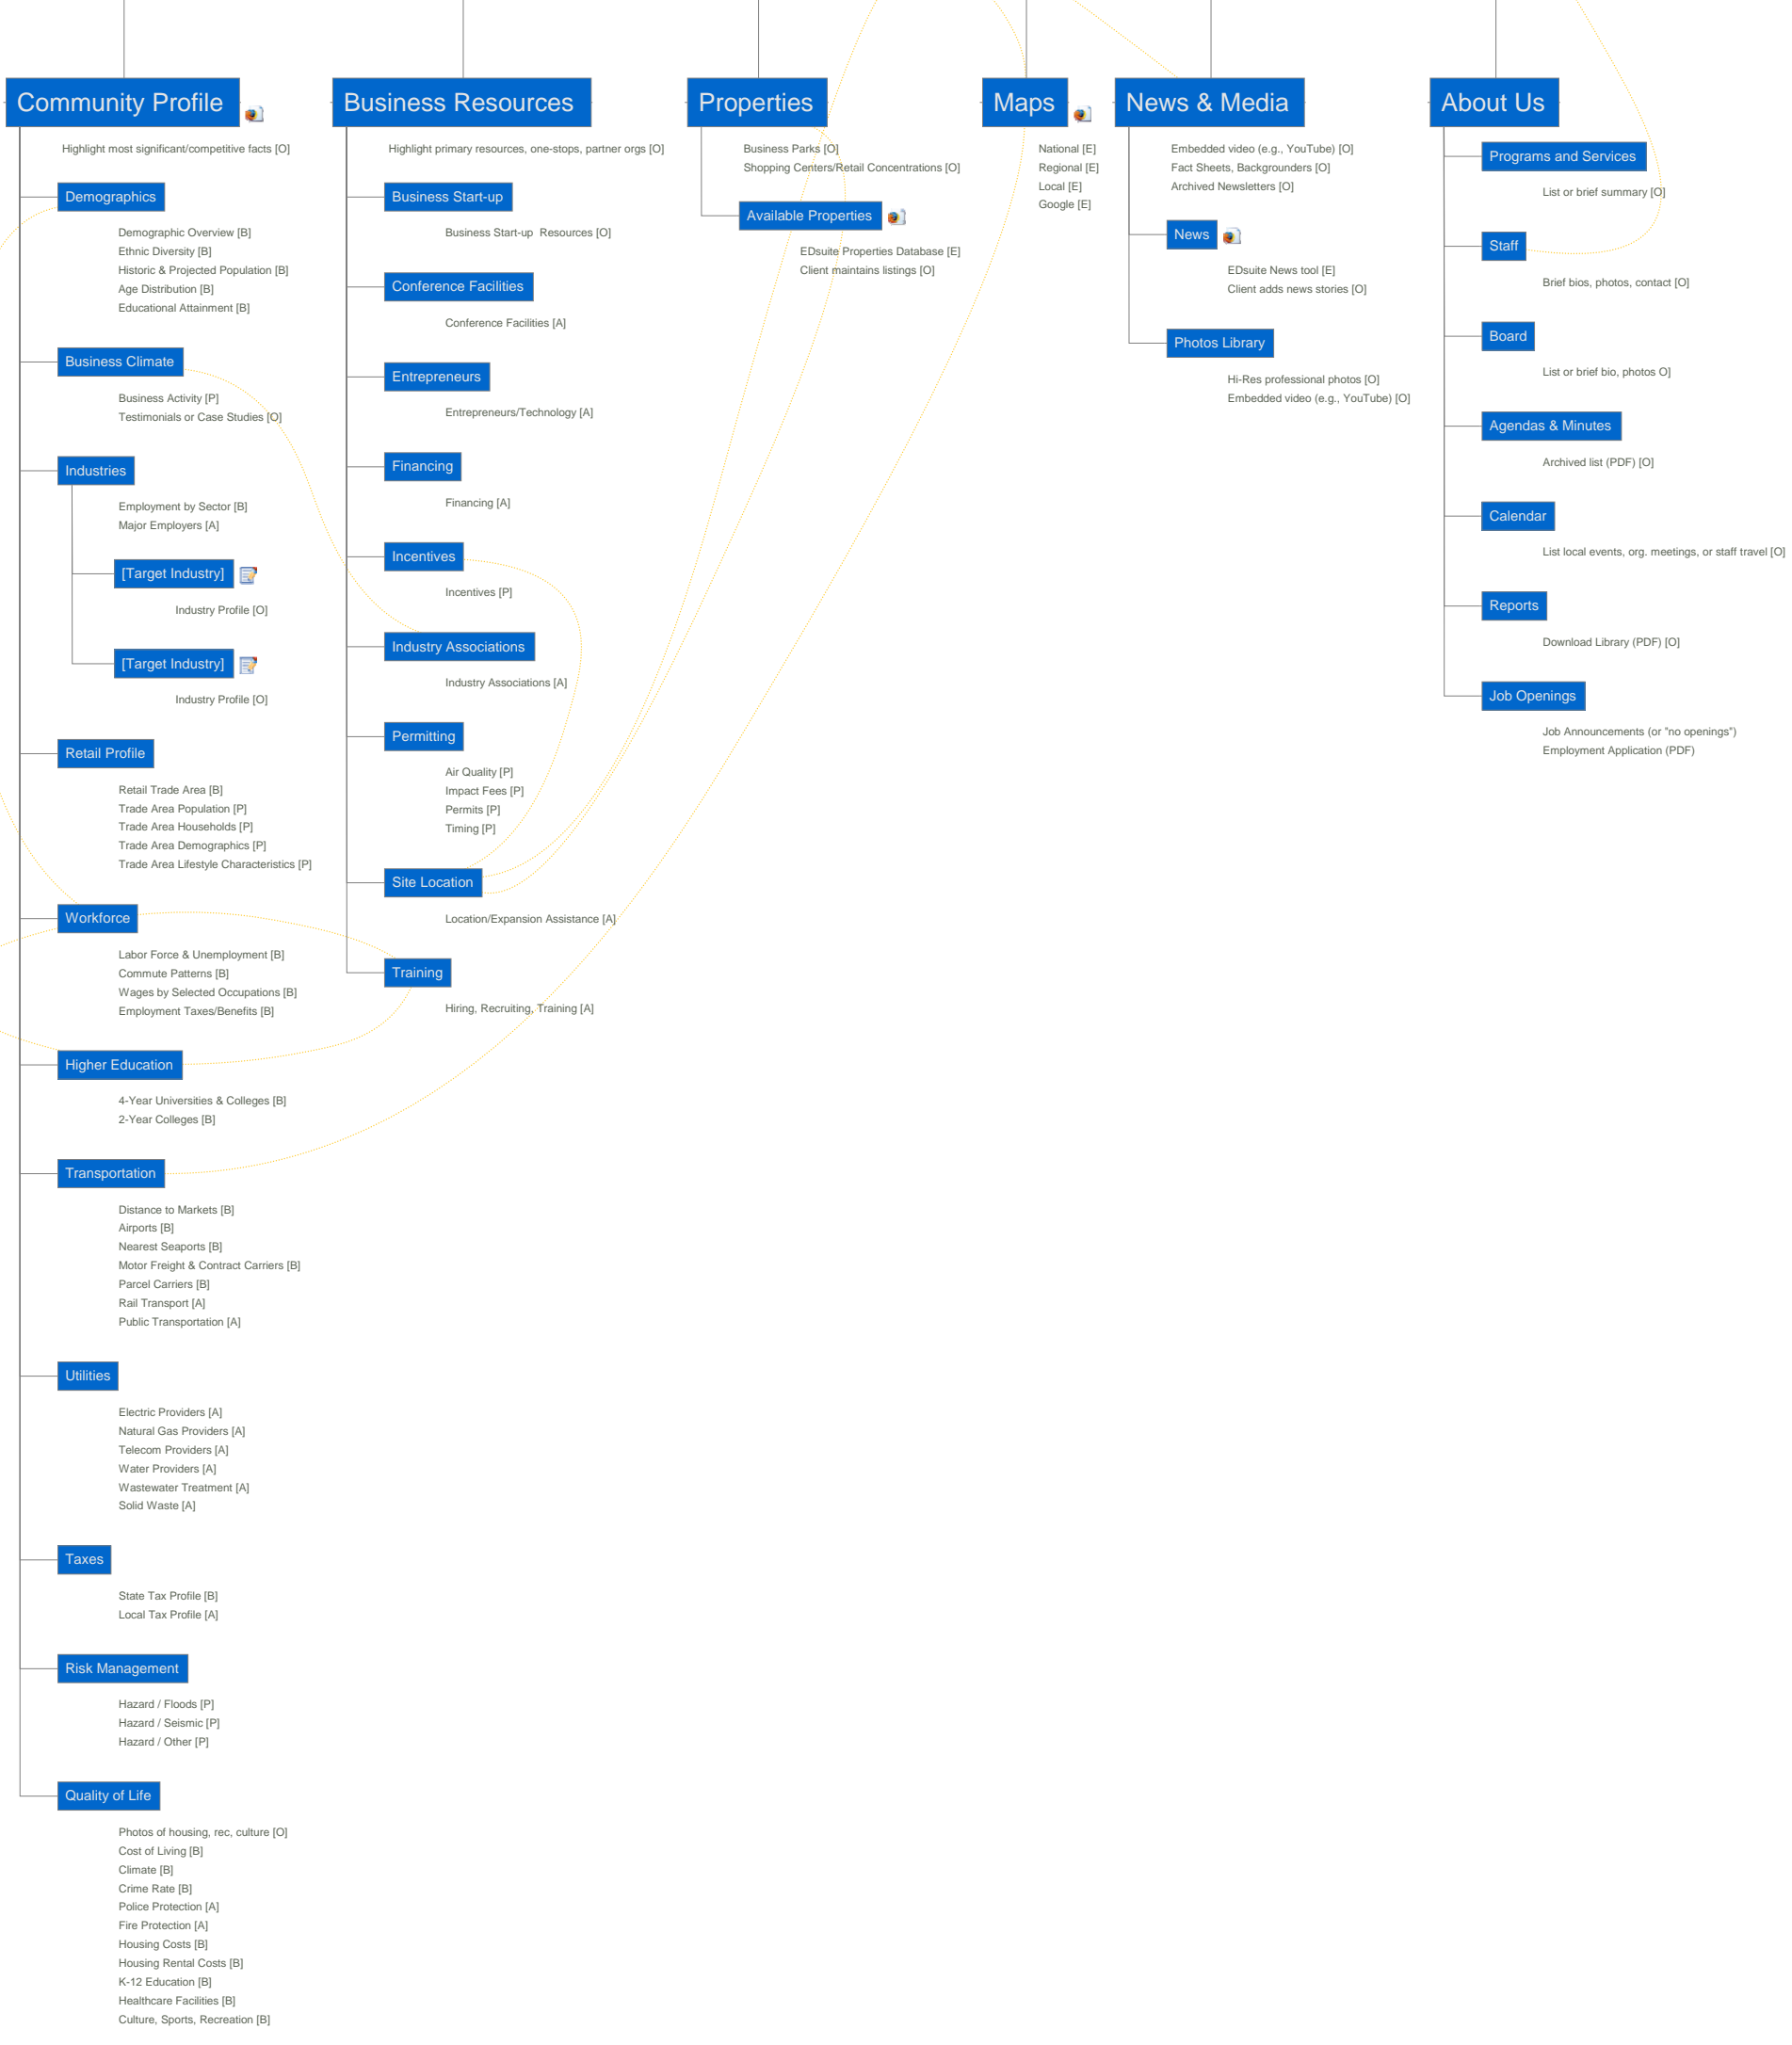 Community Profile
Highlight most significant/competitive facts [O]
Demographics
Demographic Overview [B]
Ethnic Diversity [B]
Historic & Projected Population [B]
Age Distribution [B]
Educational Attainment [B]
Business Climate
Business Activity [P]
Testimonials or Case Studies [O]
Industries
Employment by Sector [B]
Major Employers [A]
[Target Industry]
Industry Profile [O]
[Target Industry]
Industry Profile [O]
Retail Profile
Retail Trade Area [B]
Trade Area Population [P]
Trade Area Households [P]
Trade Area Demographics [P]
Trade Area Lifestyle Characteristics [P]
Workforce
Labor Force & Unemployment [B]
Commute Patterns [B]
Wages by Selected Occupations [B]
Employment Taxes/Benefits [B]
Higher Education
4-Year Universities & Colleges [B]
2-Year Colleges [B]
Transportation
Distance to Markets [B]
Airports [B]
Nearest Seaports [B]
Motor Freight & Contract Carriers [B]
Parcel Carriers [B]
Rail Transport [A]
Public Transportation [A]
Utilities
Electric Providers [A]
Natural Gas Providers [A]
Telecom Providers [A]
Water Providers [A]
Wastewater Treatment [A]
Solid Waste [A]
Taxes
State Tax Profile [B]
Local Tax Profile [A]
Risk Management
Hazard / Floods [P]
Hazard / Seismic [P]
Hazard / Other [P]
Quality of Life
Photos of housing, rec, culture [O]
Cost of Living [B]
Climate [B]
Crime Rate [B]
Police Protection [A]
Fire Protection [A]
Housing Costs [B]
Housing Rental Costs [B]
K-12 Education [B]
Healthcare Facilities [B]
Culture, Sports, Recreation [B]
Business Resources
Highlight primary resources, one-stops, partner orgs [O]
Business Start-up
Business Start-up  Resources [O]
Conference Facilities
Conference Facilities [A]
Entrepreneurs
Entrepreneurs/Technology [A]
Financing
Financing [A]
Incentives
Incentives [P]
Industry Associations
Industry Associations [A]
Permitting
Air Quality [P]
Impact Fees [P]
Permits [P]
Timing [P]
Site Location
Location/Expansion Assistance [A]
Training
Hiring, Recruiting, Training [A]
Properties
Business Parks [O]
Shopping Centers/Retail Concentrations [O]
Available Properties
EDsuite Properties Database [E]
Client maintains listings [O]
Maps
National [E]
Regional [E]
Local [E]
Google [E]
News & Media
Embedded video (e.g., YouTube) [O]
Fact Sheets, Backgrounders [O]
Archived Newsletters [O]
News
EDsuite News tool [E]
Client adds news stories [O]
Photos Library
Hi-Res professional photos [O]
Embedded video (e.g., YouTube) [O]
About Us
Programs and Services
List or brief summary [O]
Staff
Brief bios, photos, contact [O]
Board
List or brief bio, photos O]
Agendas & Minutes
Archived list (PDF) [O]
Calendar
List local events, org. meetings, or staff travel [O]
Reports
Download Library (PDF) [O]
Job Openings
Job Announcements (or "no openings")
Employment Application (PDF)